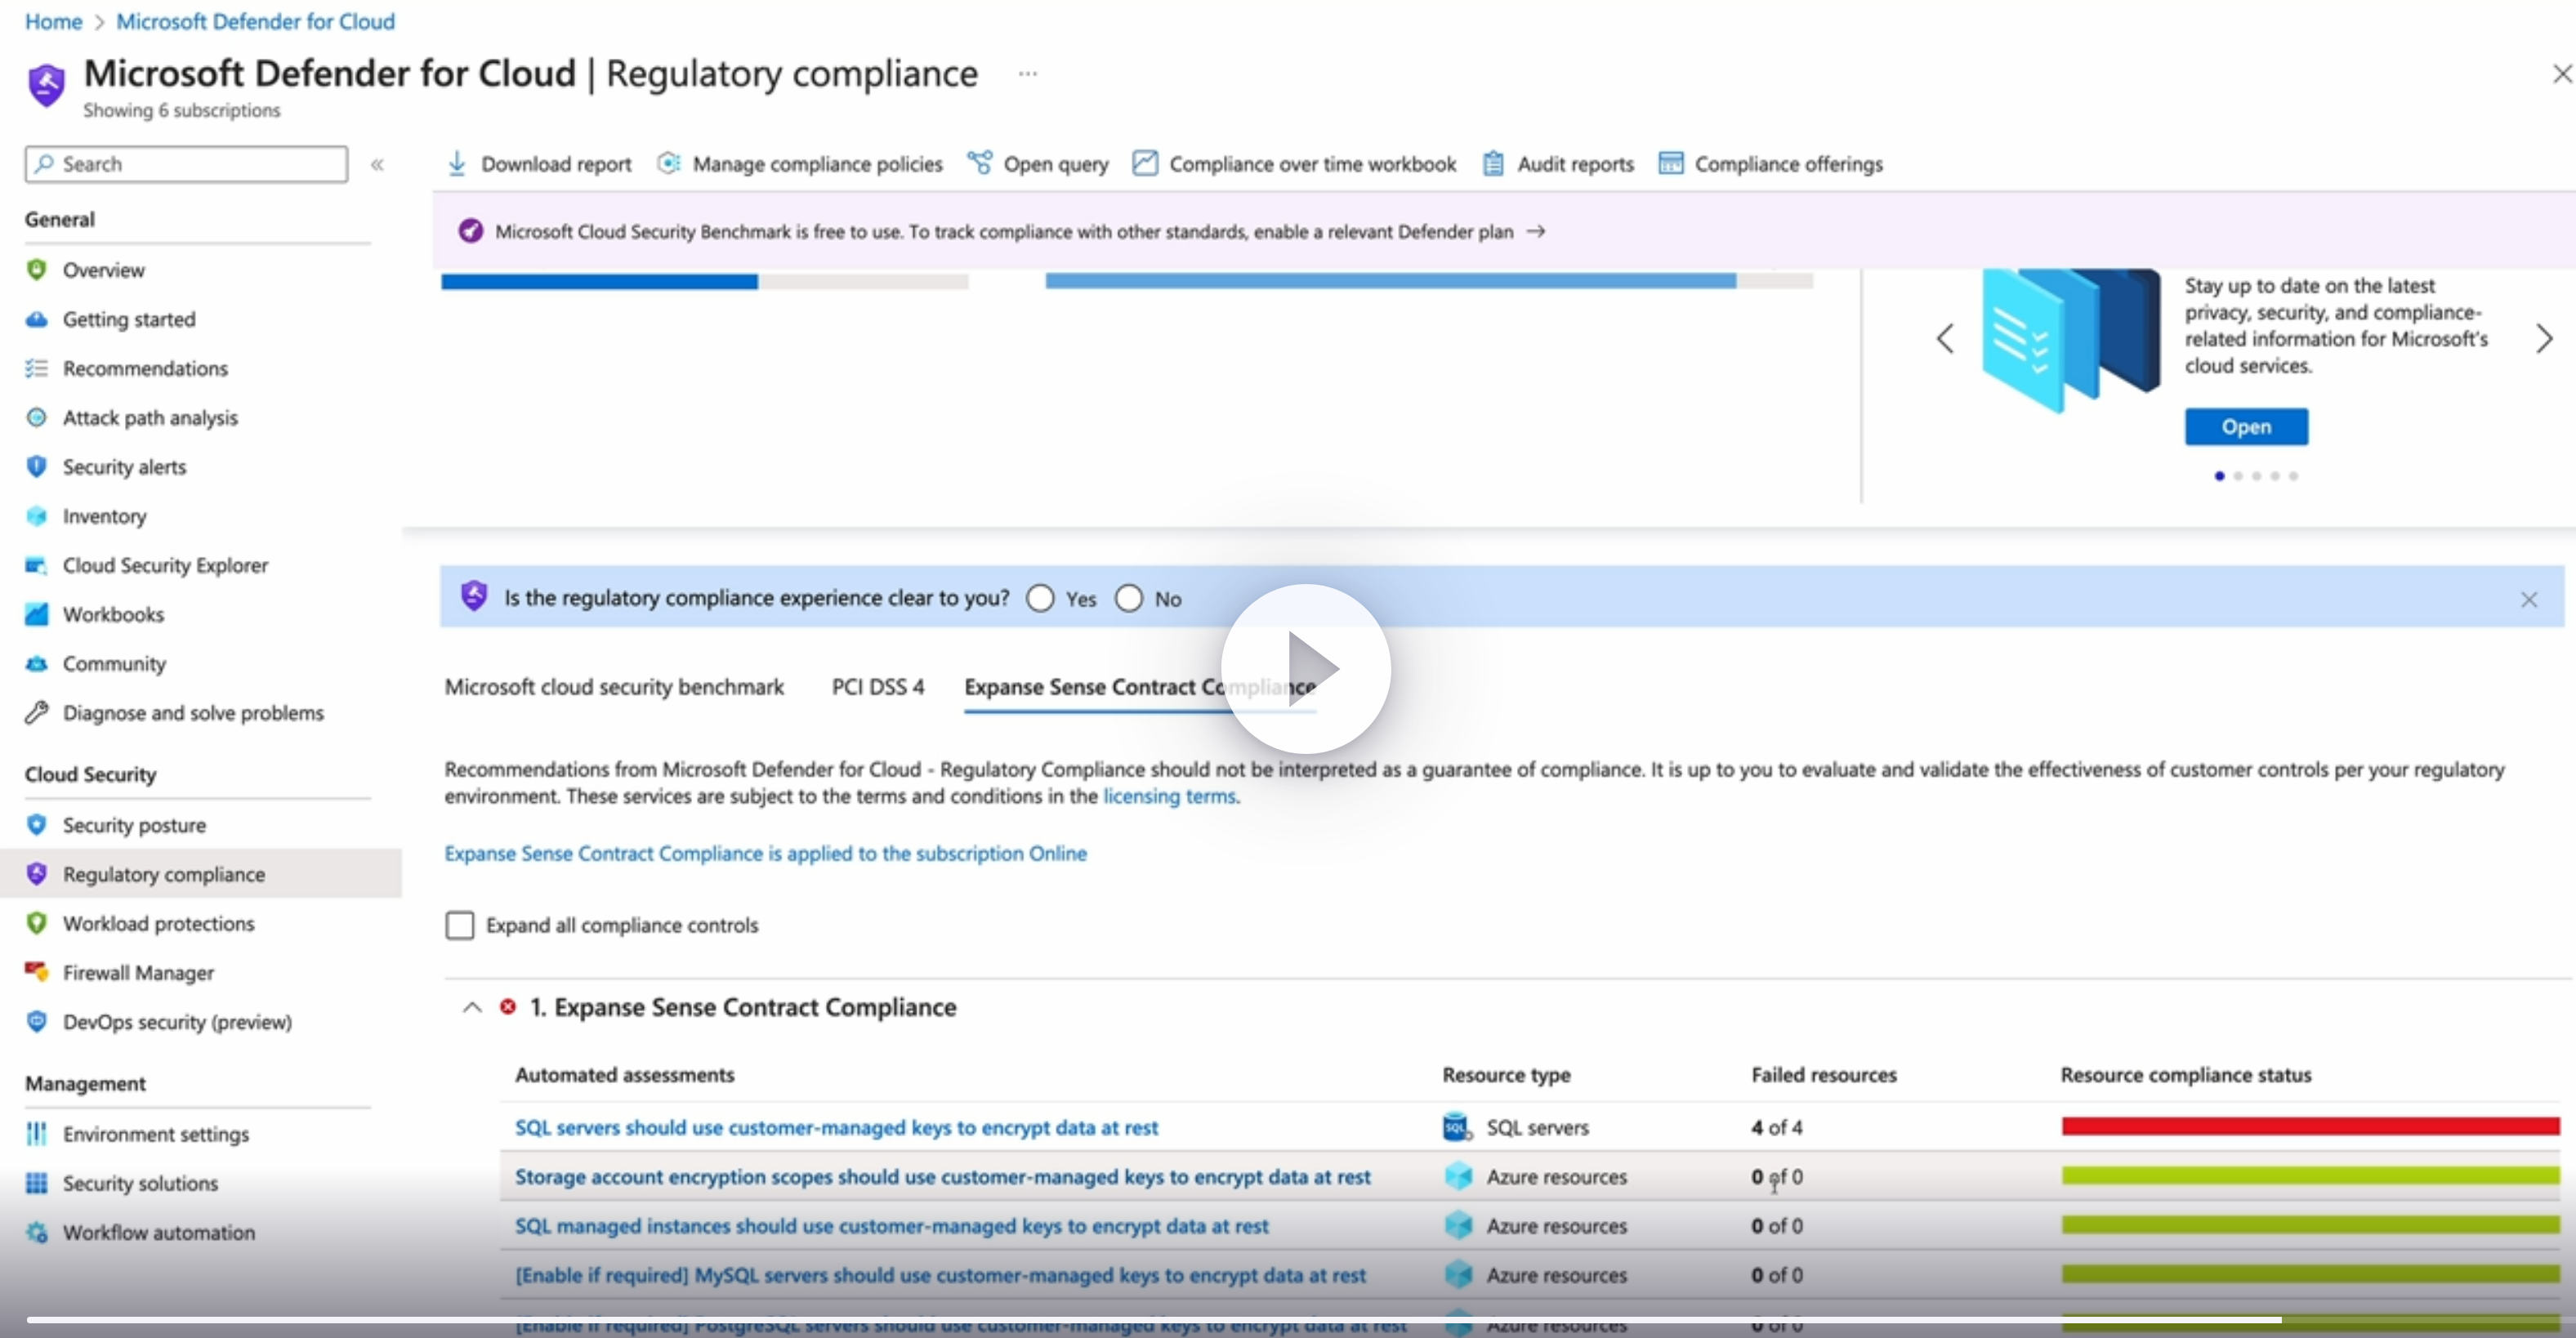 Home > Microsoft Defender for Cloud
Microsoft Defender for Cloud | Regulatory compliance ...
Showing 6 subscriptions
Search
«
General
Overview
Getting started
Recommendations
Attack path analysis
Security alerts
Inventory
Cloud Security Explorer
Workbooks
Community
Diagnose and solve problems
Cloud Security
Security posture
Regulatory compliance
Workload protections
Firewall Manager
DevOps security (preview)
Management
Environment settings
Security solutions
Workflow automation
Download report Manage compliance policies Open query Compliance over time workbook Audit reports Compliance offerings
Microsoft Cloud Security Benchmark is free to use. To track compliance with other standards, enable a relevant Defender plan →
Stay up to date on the latest
privacy, security, and compliance-
related information for Microsoft's
cloud services.
Open
Is the regulatory compliance experience clear to you? Yes No
Microsoft cloud security benchmark PCI DSS 4 Expanse Sense Contract Compliance
Recommendations from Microsoft Defender for Cloud - Regulatory Compliance should not be interpreted as a guarantee of compliance. It is up to you to evaluate and validate the effectiveness of customer controls per your regulatory
environment. These services are subject to the terms and conditions in the licensing terms.
Expanse Sense Contract Compliance is applied to the subscription Online
Expand all compliance controls
1. Expanse Sense Contract Compliance
Automated assessments Resource type Failed resources Resource compliance status
SQL servers should use customer-managed keys to encrypt data at rest SQL servers 4 of 4
Storage account encryption scopes should use customer-managed keys to encrypt data at rest Azure resources 0 of 0
SQL managed instances should use customer-managed keys to encrypt data at rest Azure resources 0 of 0
[Enable if required] MySQL servers should use customer-managed keys to encrypt data at rest Azure resources 0 of 0
[Enable if required] PostgreSQL servers should use customer-managed keys to encrypt data at rest Azure resources 0 of 0